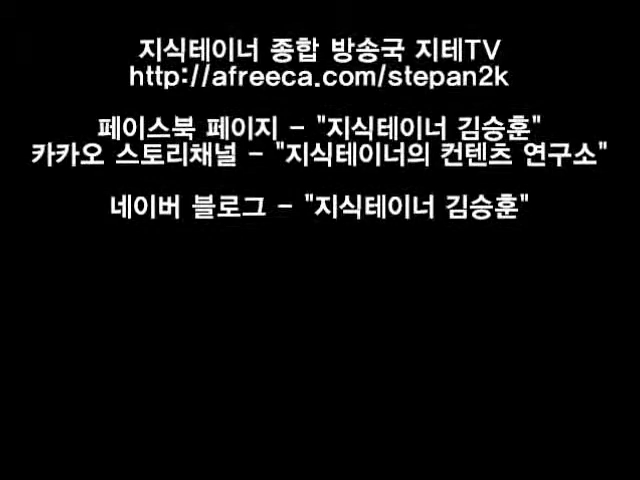 지식테이너 종합 방송국 지테TV
http://afreeca.com/stepan2k
페이스북 페이지 - "지식테이너 김승훈"
카카오 스토리채널 - "지식테이너의 컨텐츠 연구소"
네이버 블로그 - "지식테이너 김승훈"